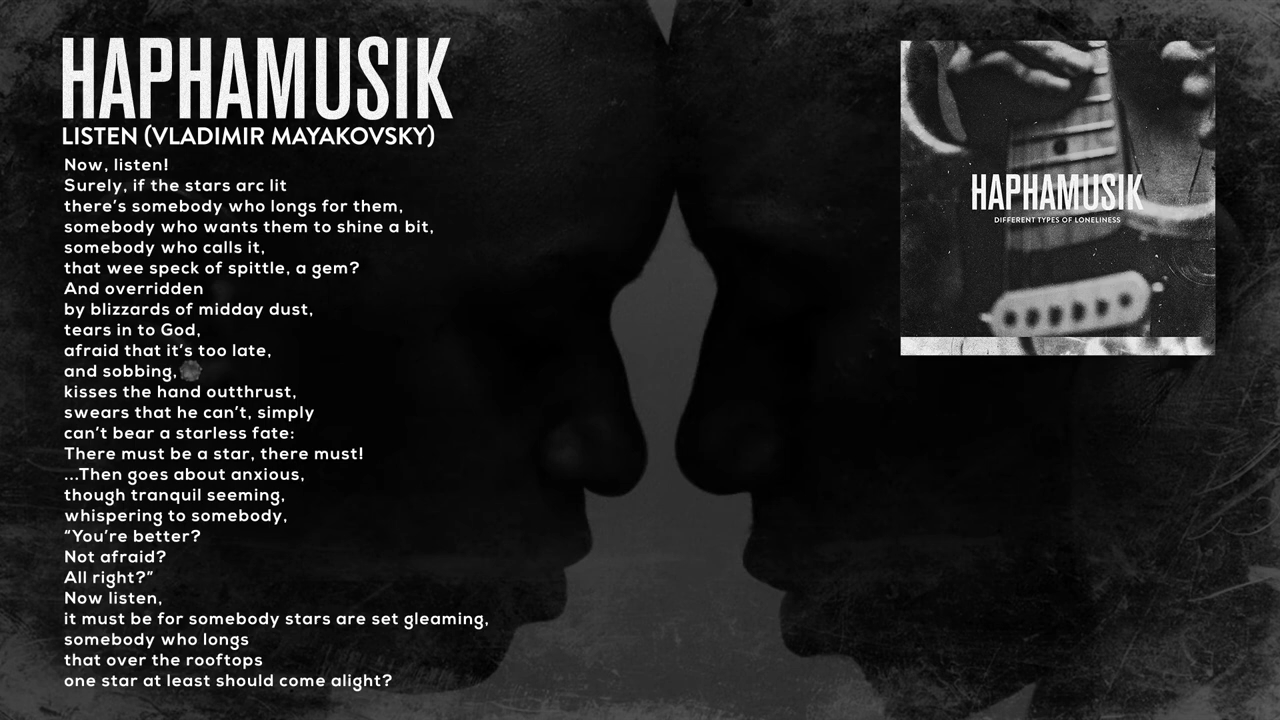 HAPHAMUSIK
LISTEN (VLADIMIR MAYAKOVSKY)
Now, listen!
Surely, if the stars arc lit
there's somebody who longs for them,
somebody who wants them to shine a bit,
somebody who calls it,
that wee speck of spittle, a gem?
And overridden
by blizzards of midday dust,
tears in to God,
afraid that it's too late,
and sobbing,
kisses the hand outthrust,
swears that he can't, simply
can't bear a starless fate:
There must be a star, there must!
...Then goes about anxious,
though tranquil seeming,
whispering to somebody,
"You're better?
Not afraid?
All right?"
Now listen,
it must be for somebody stars are set gleaming,
somebody who longs
that over the rooftops
one star at least should come alight?
HAPHAMUSIK
DIFFERENT TYPES OF LONELINESS